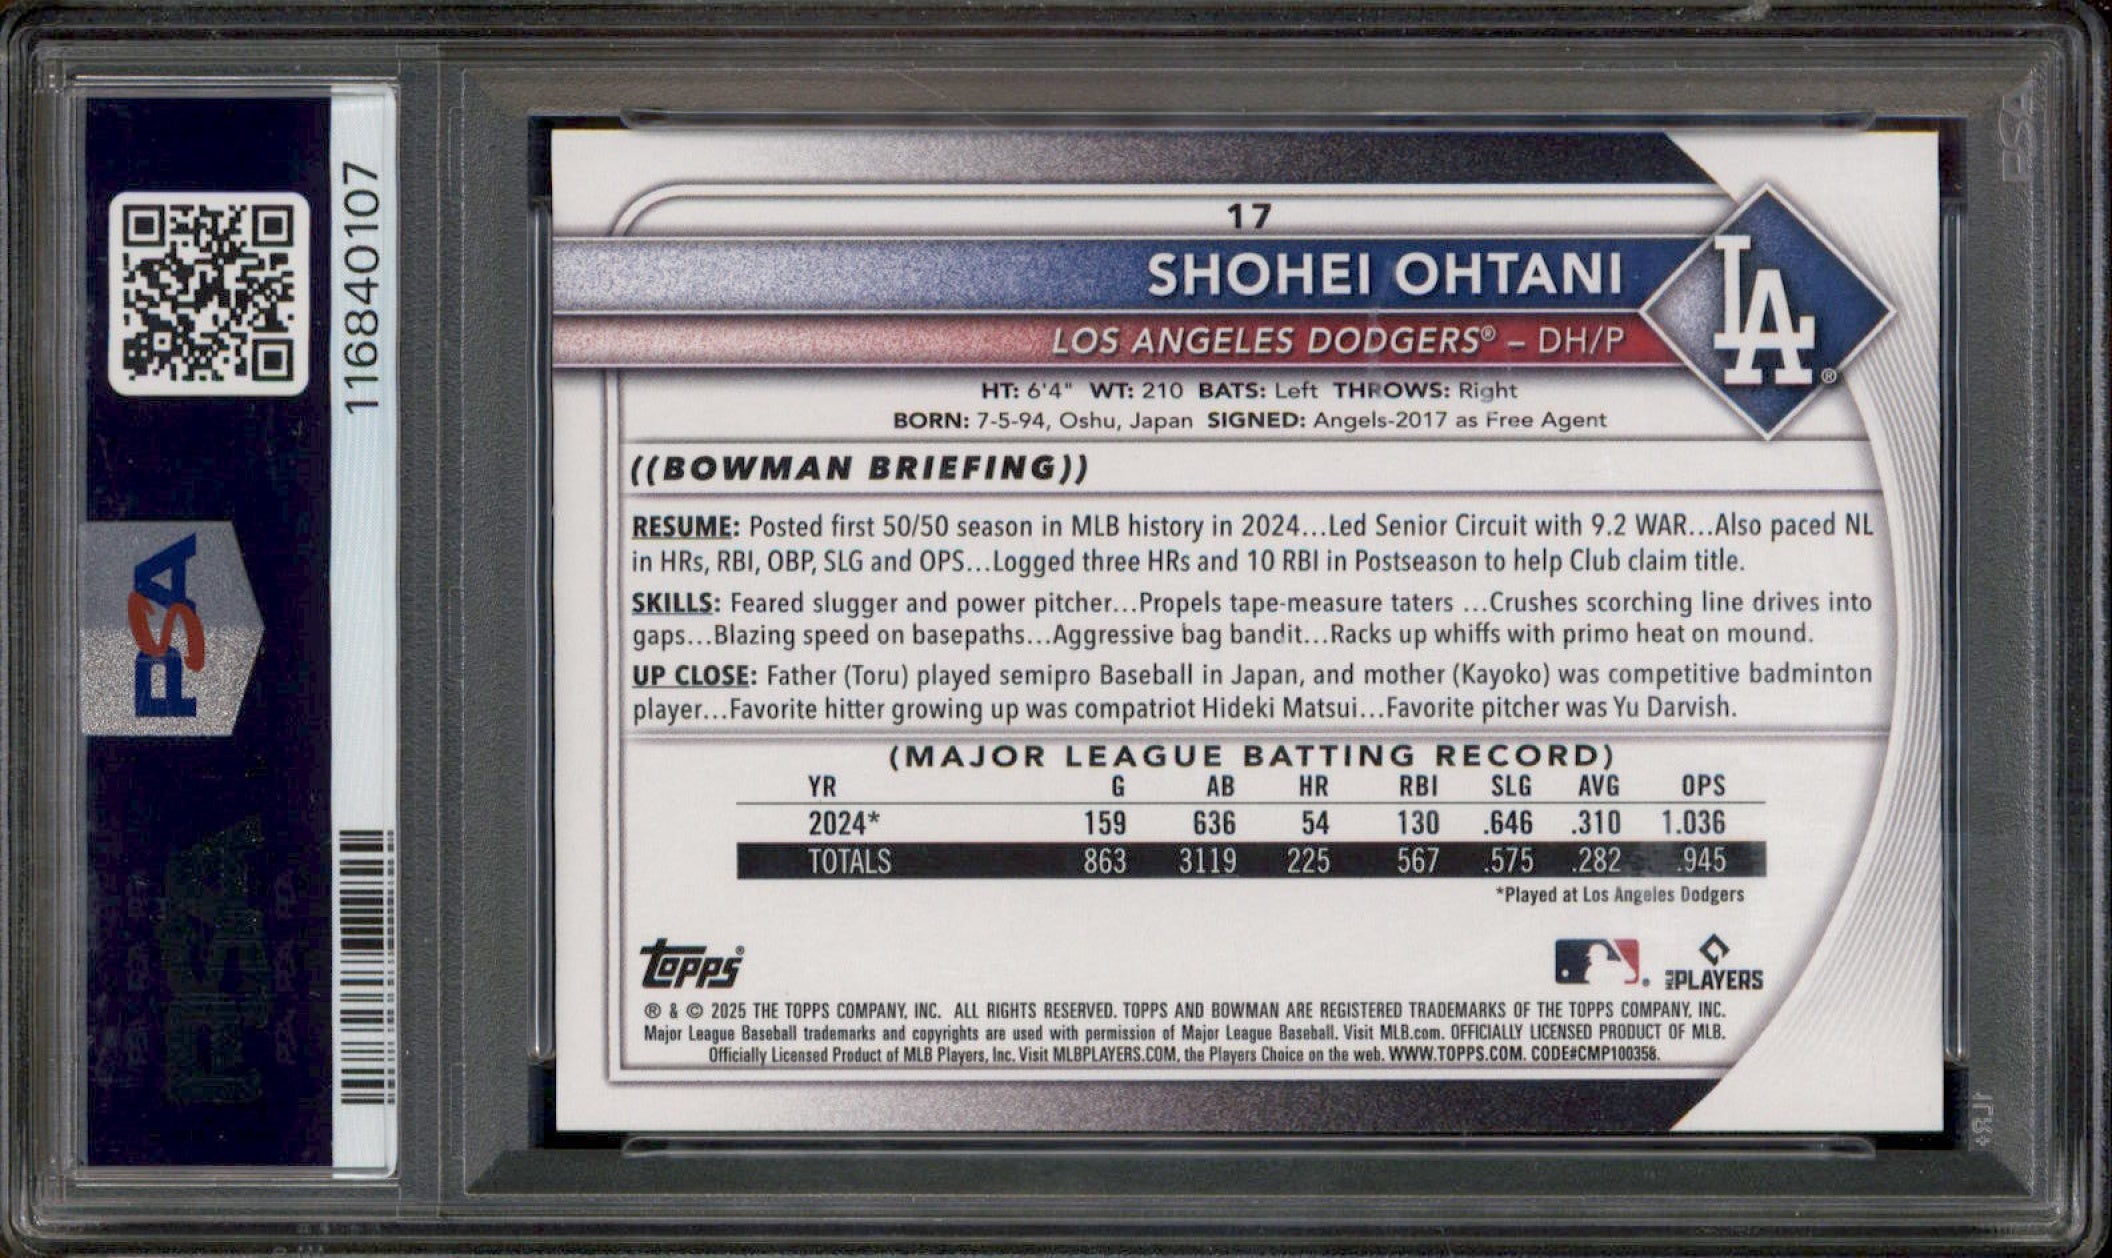 116840107
PSA
17
SHOHEI OHTANI
LOS ANGELES DODGERS® – DH/P
LA
®
HT: 6'4" WT: 210 BATS: Left THROWS: Right
BORN: 7-5-94, Oshu, Japan SIGNED: Angels-2017 as Free Agent
((BOWMAN BRIEFING))
RESUME: Posted first 50/50 season in MLB history in 2024...Led Senior Circuit with 9.2 WAR...Also paced NL
in HRs, RBI, OBP, SLG and OPS...Logged three HRs and 10 RBI in Postseason to help Club claim title.
SKILLS: Feared slugger and power pitcher...Propels tape-measure taters ...Crushes scorching line drives into
gaps...Blazing speed on basepaths...Aggressive bag bandit...Racks up whiffs with primo heat on mound.
UP CLOSE: Father (Toru) played semipro Baseball in Japan, and mother (Kayoko) was competitive badminton
player...Favorite hitter growing up was compatriot Hideki Matsui...Favorite pitcher was Yu Darvish.
(MAJOR LEAGUE BATTING RECORD)
YR G AB HR RBI SLG AVG OPS
2024* 159 636 54 130 .646 .310 1.036
TOTALS 863 3119 225 567 .575 .282 .945
*Played at Los Angeles Dodgers
Topps®
MLB PLAYERS
® & © 2025 THE TOPPS COMPANY, INC. ALL RIGHTS RESERVED. TOPPS AND BOWMAN ARE REGISTERED TRADEMARKS OF THE TOPPS COMPANY, INC.
Major League Baseball trademarks and copyrights are used with permission of Major League Baseball. Visit MLB.com. OFFICIALLY LICENSED PRODUCT OF MLB.
Officially Licensed Product of MLB Players, Inc. Visit MLBPLAYERS.COM, the Players Choice on the web. WWW.TOPPS.COM. CODE#CMP100358.
PSA